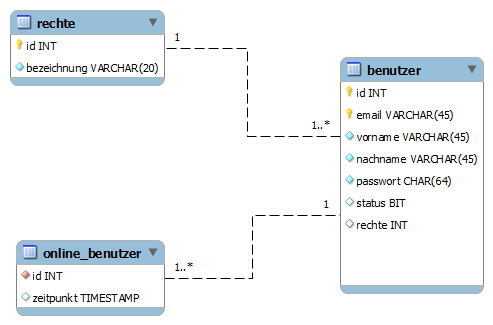 rechte
id INT
bezeichnung VARCHAR(20)
1
1..*
benutzer
id INT
email VARCHAR(45)
vorname VARCHAR(45)
nachname VARCHAR(45)
passwort CHAR(64)
status BIT
rechte INT
1
1..*
online_benutzer
id INT
zeitpunkt TIMESTAMP